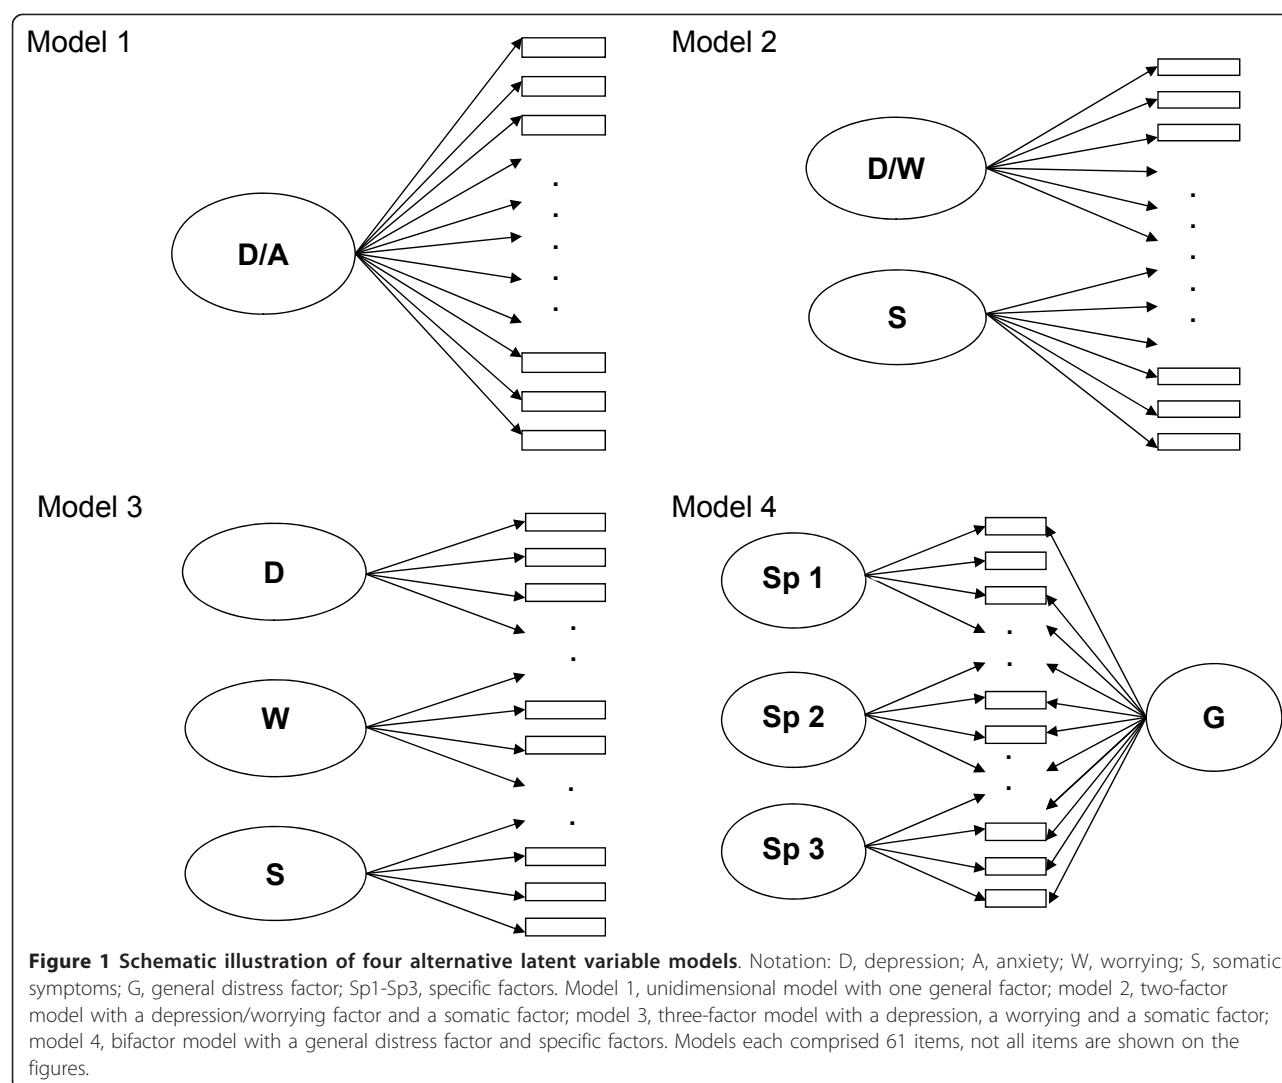 Model 1
D/A
Model 2
D/W
S
Model 3
D
W
S
Model 4
Sp 1
Sp 2
Sp 3
G
Figure 1 Schematic illustration of four alternative latent variable models. Notation: D, depression; A, anxiety; W, worrying; S, somatic
symptoms; G, general distress factor; Sp1-Sp3, specific factors. Model 1, unidimensional model with one general factor; model 2, two-factor
model with a depression/worrying factor and a somatic factor; model 3, three-factor model with a depression, a worrying and a somatic factor;
model 4, bifactor model with a general distress factor and specific factors. Models each comprised 61 items, not all items are shown on the
figures.